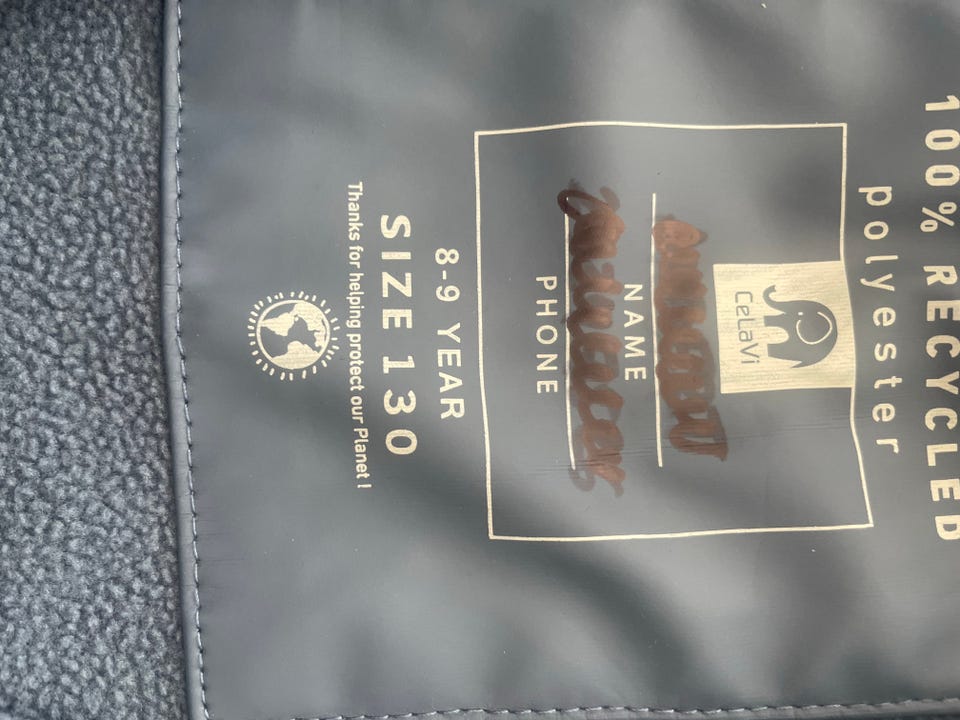 100% RECYCLED
polyester
CeLaVi
NAME
PHONE
8-9 YEAR
SIZE 130
Thanks for helping protect our Planet !